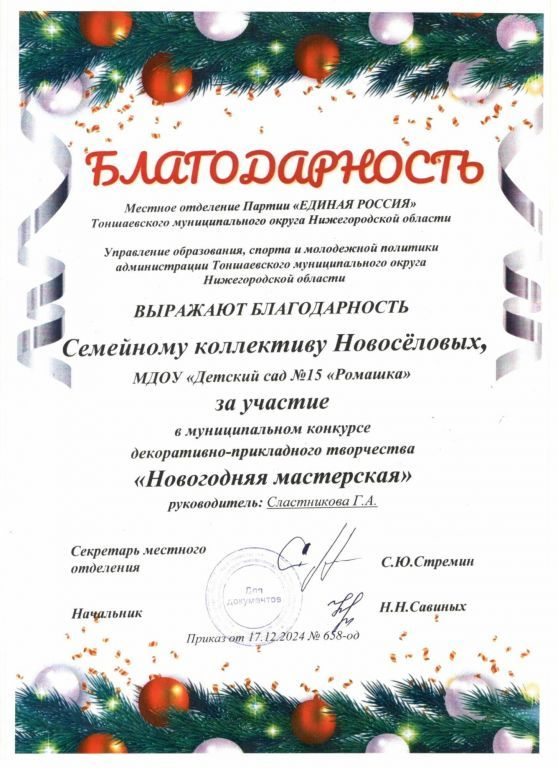 БЛАГОДАРНОСТЬ
Местное отделение Партии «ЕДИНАЯ РОССИЯ»
Тоншаевского муниципального округа Нижегородской области
Управление образования, спорта и молодежной политики
администрации Тоншаевского муниципального округа
Нижегородской области
ВЫРАЖАЮТ БЛАГОДАРНОСТЬ
Семейному коллективу Новосёловых,
МДОУ «Детский сад №15 «Ромашка»
за участие
в муниципальном конкурсе
декоративно-прикладного творчества
«Новогодняя мастерская»
руководитель: Сластникова Г.А.
Секретарь местного
отделения
С.Ю.Стремин
Для
документов
Начальник
Н.Н.Савиных
Приказ от 17.12.2024 № 658-од